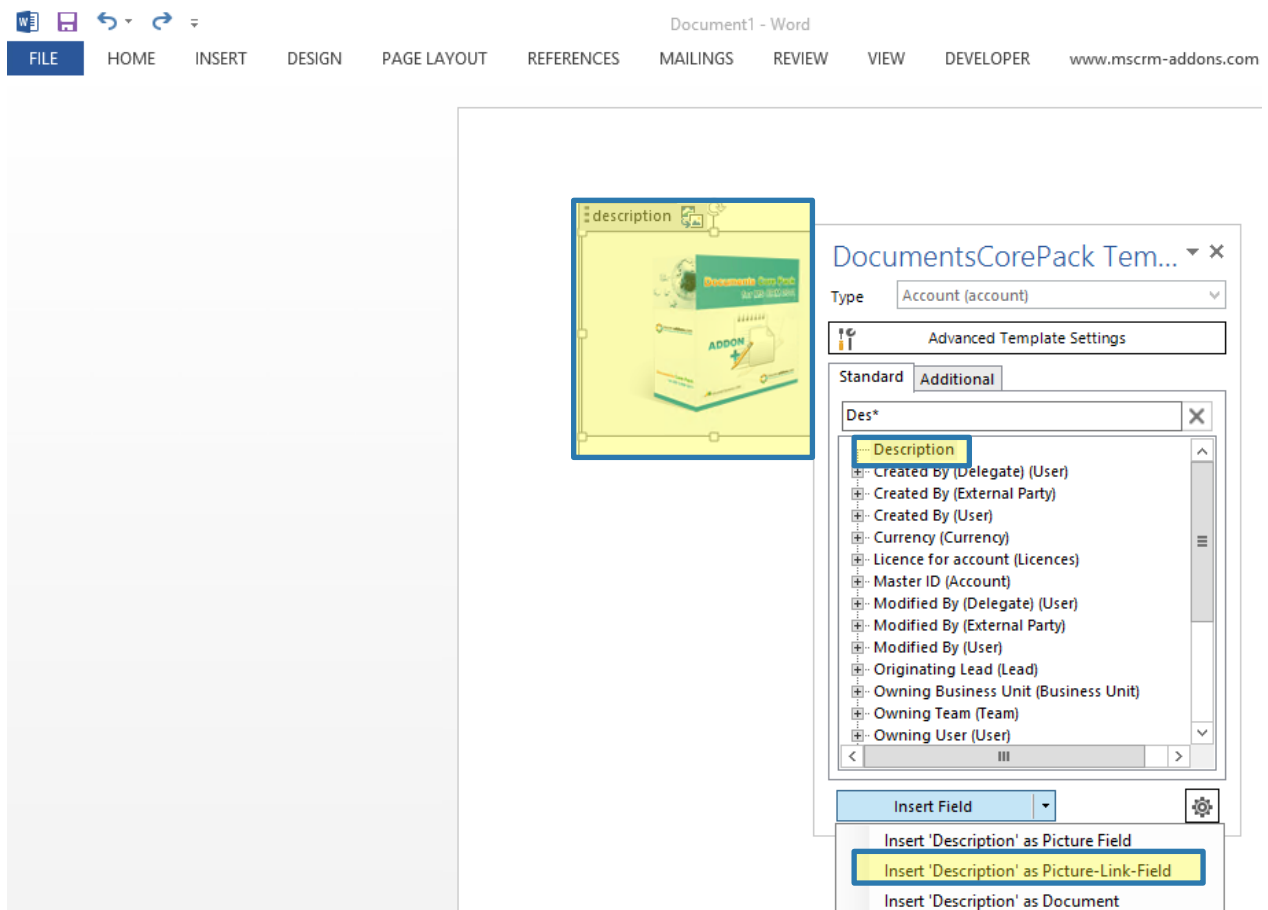 Document1 - Word
FILE HOME INSERT DESIGN PAGE LAYOUT REFERENCES MAILINGS REVIEW VIEW DEVELOPER www.mscrm-addons.com
description
Documents Core Pack
ADDON
DocumentsCorePack Tem...
Type Account (account)
Advanced Template Settings
Standard Additional
Des*
Description
Created By (Delegate) (User)
Created By (External Party)
Created By (User)
Currency (Currency)
Licence for account (Licences)
Master ID (Account)
Modified By (Delegate) (User)
Modified By (External Party)
Modified By (User)
Originating Lead (Lead)
Owning Business Unit (Business Unit)
Owning Team (Team)
Owning User (User)
Insert Field
Insert 'Description' as Picture Field
Insert 'Description' as Picture-Link-Field
Insert 'Description' as Document